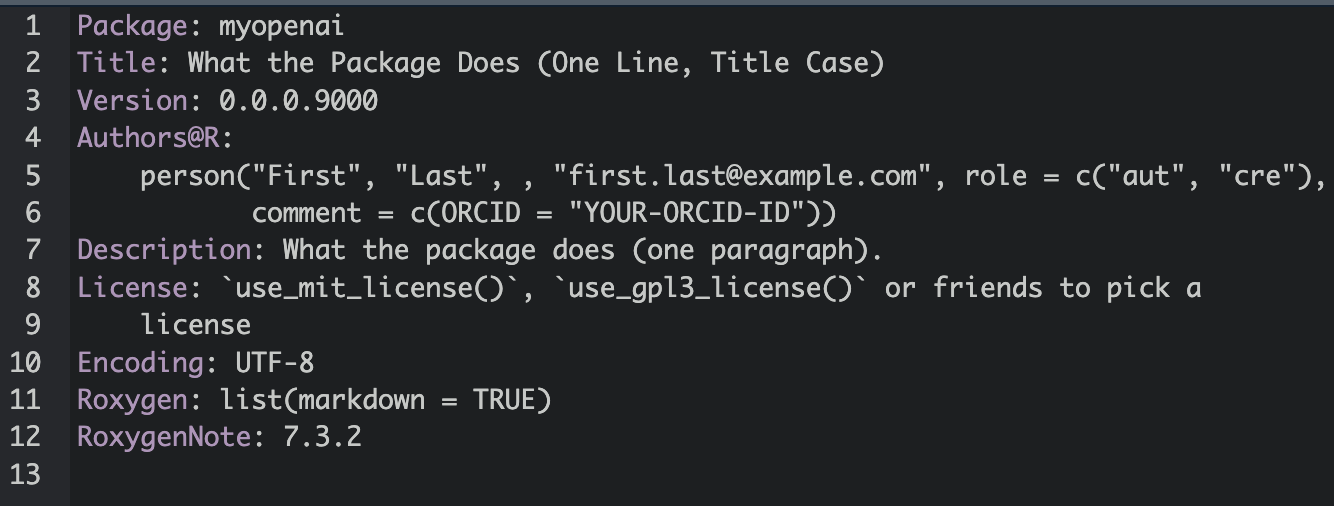 1 Package: myopenai
2 Title: What the Package Does (One Line, Title Case)
3 Version: 0.0.0.9000
4 Authors@R:
5     person("First", "Last", , "first.last@example.com", role = c("aut", "cre"),
6            comment = c(ORCID = "YOUR-ORCID-ID"))
7 Description: What the package does (one paragraph).
8 License: `use_mit_license()`, `use_gpl3_license()` or friends to pick a
9     license
10 Encoding: UTF-8
11 Roxygen: list(markdown = TRUE)
12 RoxygenNote: 7.3.2
13